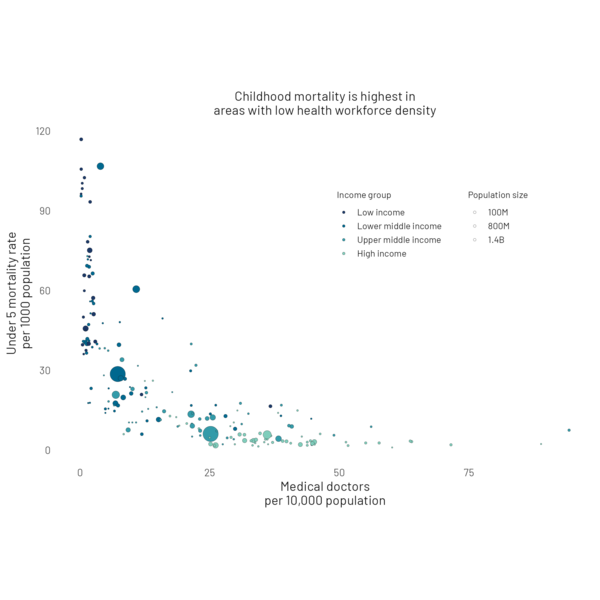 Childhood mortality is highest in
areas with low health workforce density
120
90
60
30
0
Under 5 mortality rate
per 1000 population
Income group
Low income
Lower middle income
Upper middle income
High income
Population size
100M
800M
1.4B
0
25
50
75
Medical doctors
per 10,000 population